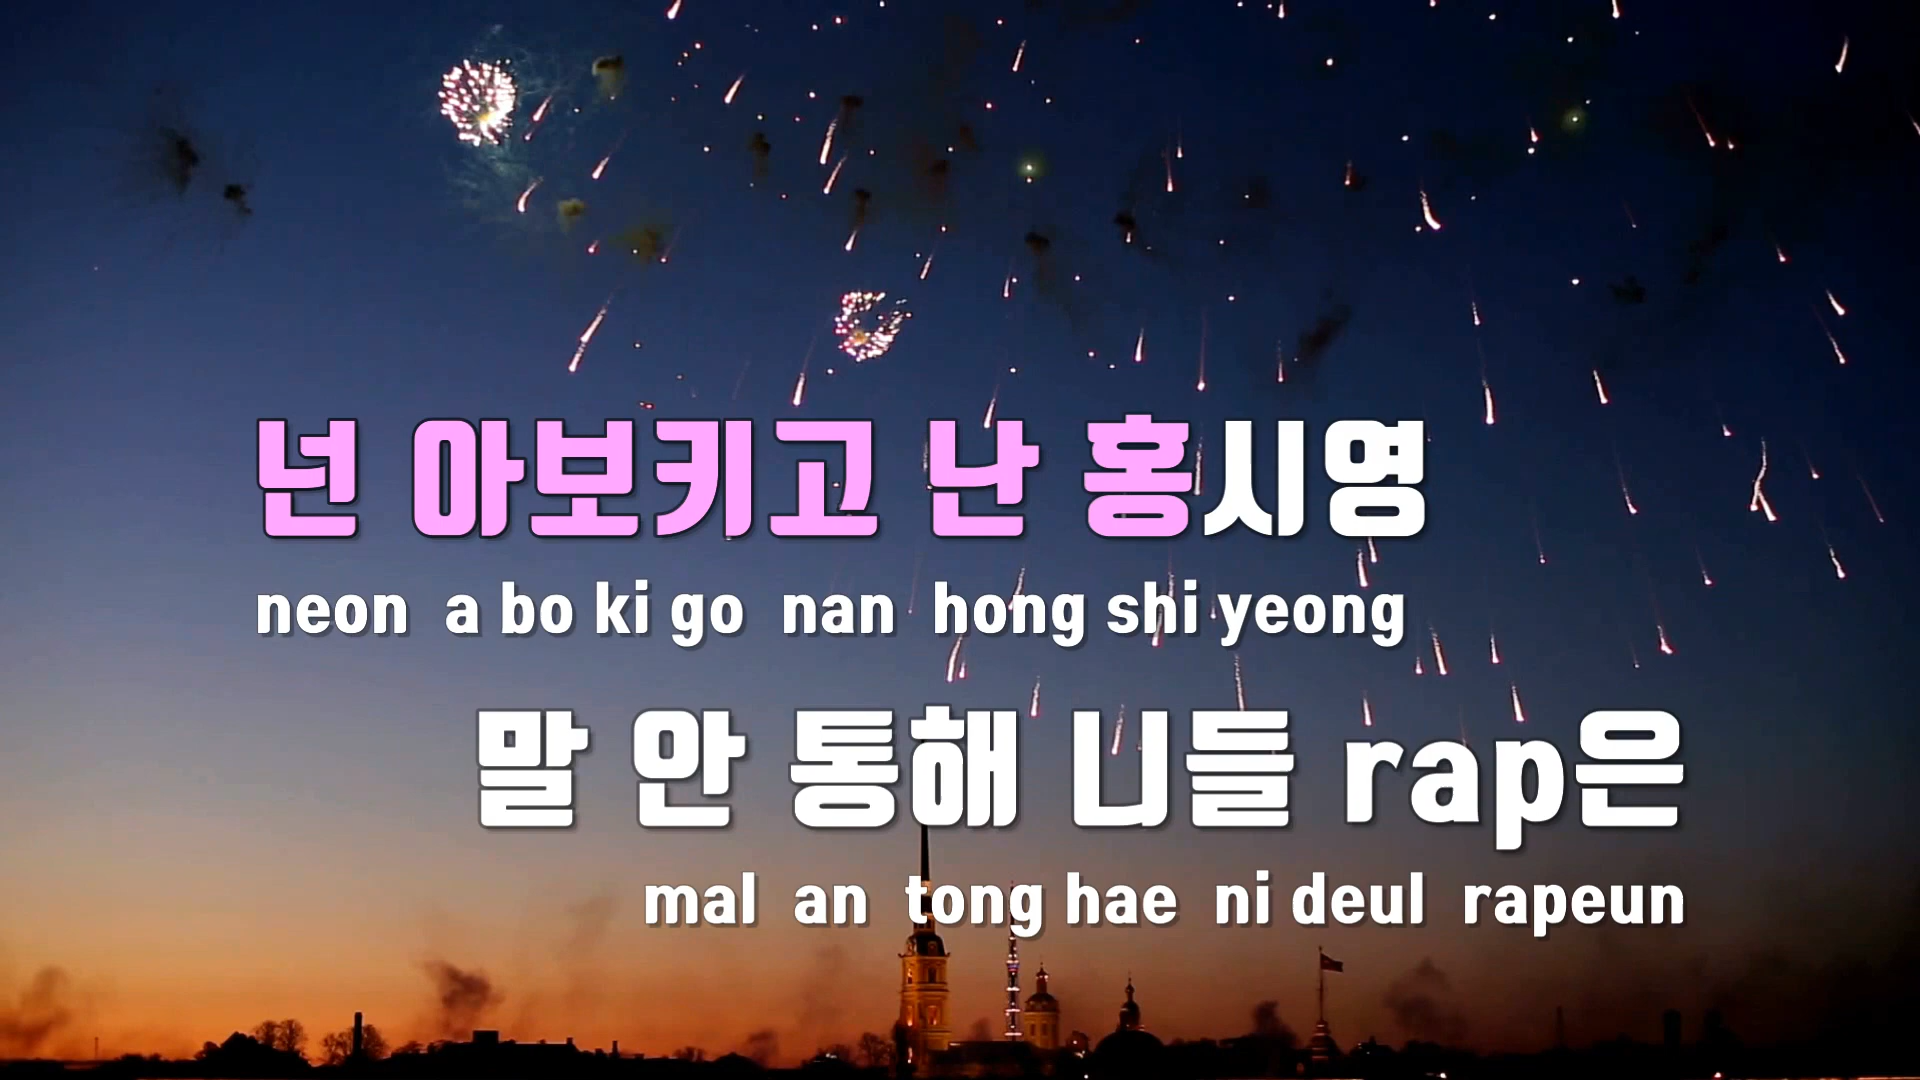 넌 아보키고 난 홍시영
neon a bo ki go nan hong shi yeong
말 안 통해 니들 rap은
mal an tong hae ni deul rapeun